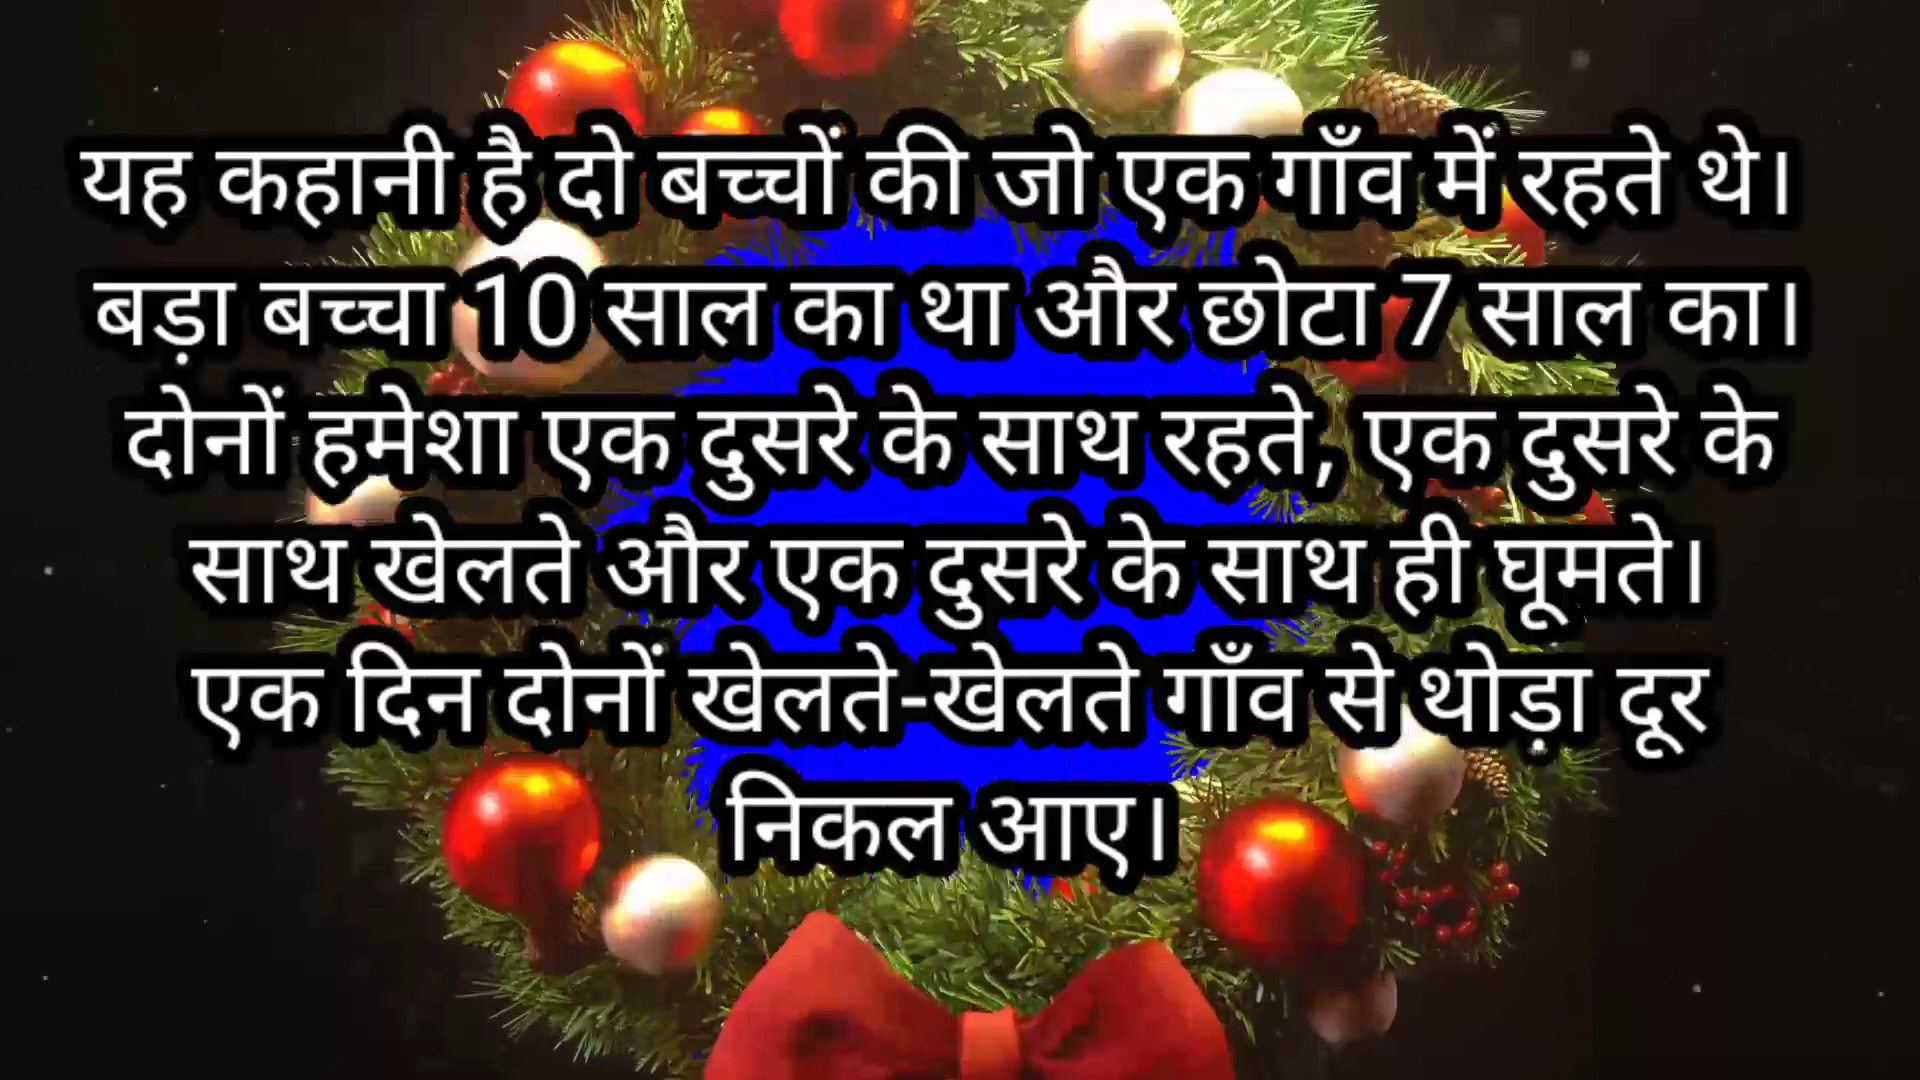 यह कहानी है दो बच्चों की जो एक गाँव में रहते थे।
बड़ा बच्चा 10 साल का था और छोटा 7 साल का।
दोनों हमेशा एक दुसरे के साथ रहते, एक दुसरे के
साथ खेलते और एक दुसरे के साथ ही घूमते।
एक दिन दोनों खेलते-खेलते गाँव से थोड़ा दूर
निकल आए।